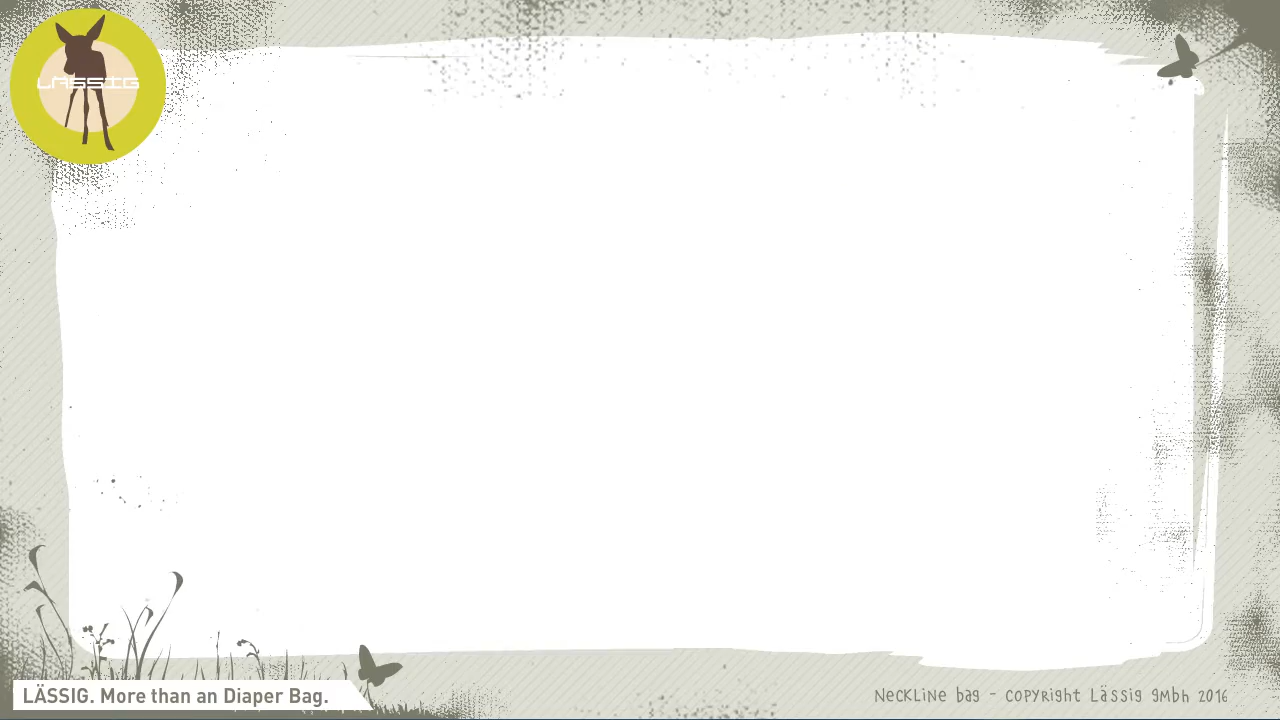 LÄSSIG
LÄSSIG. More than an Diaper Bag.
Neckline bag - Copyright Lässig gmbh 2016